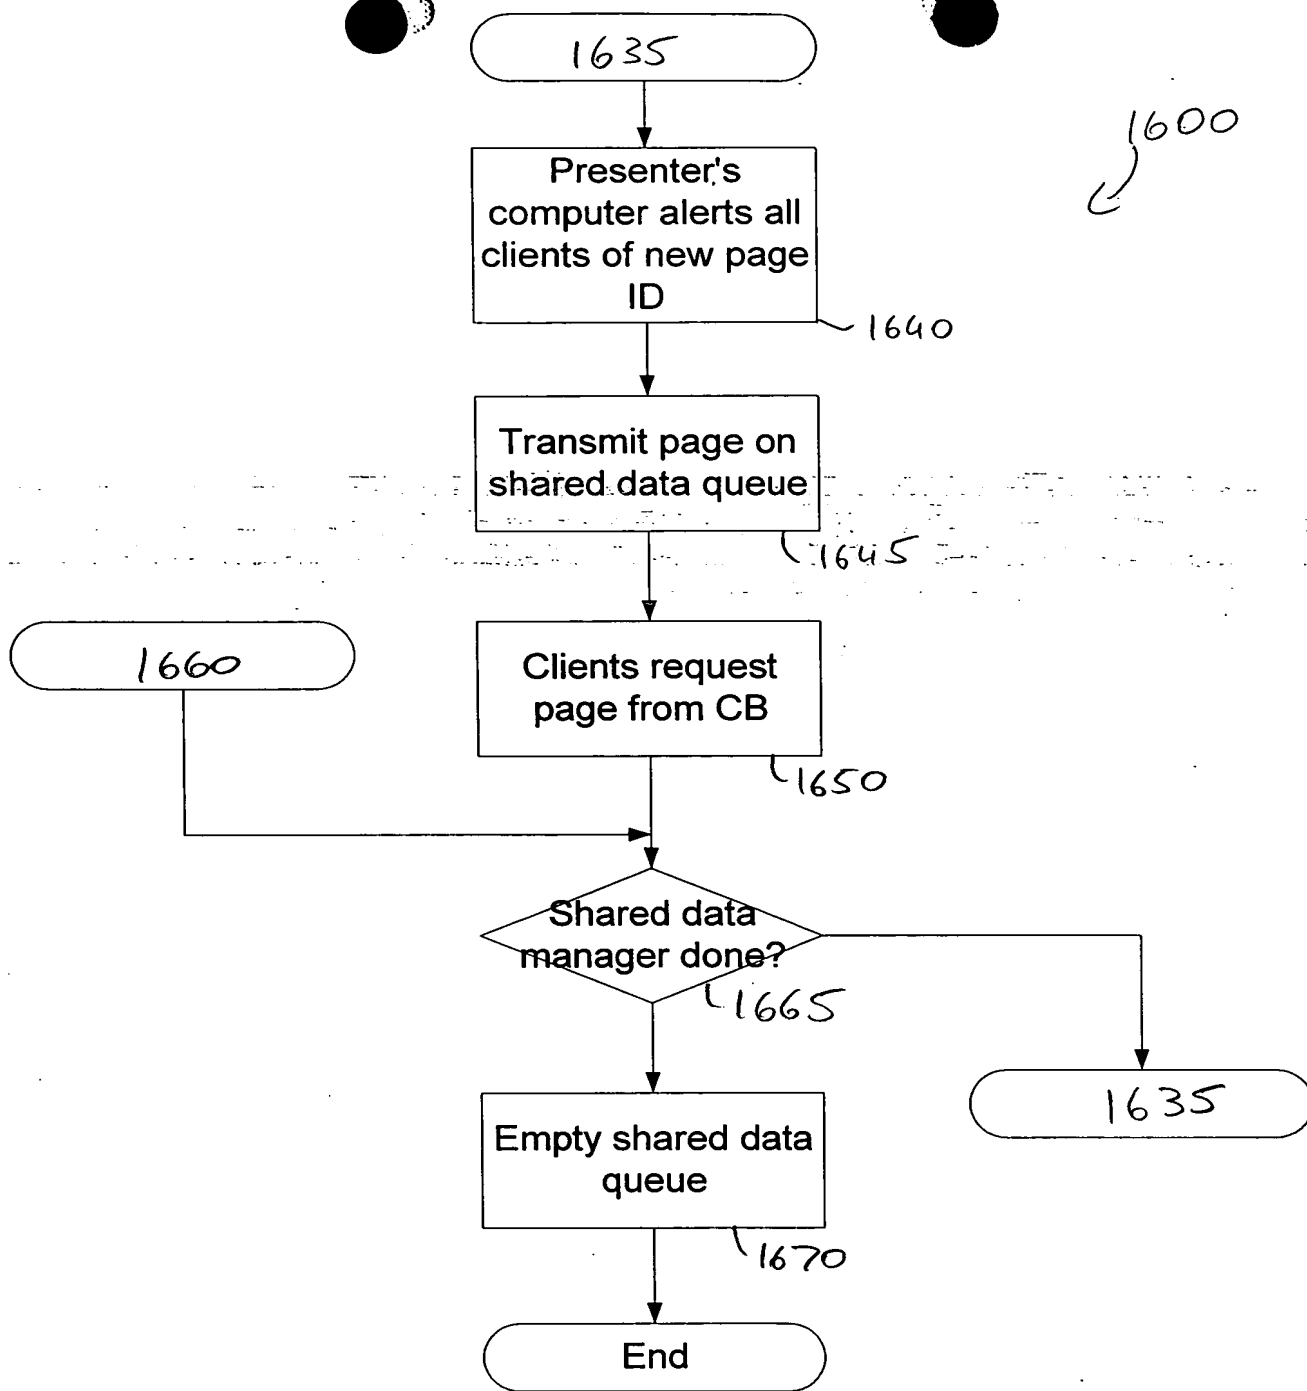 1635
1600
Presenter's
computer alerts all
clients of new page
ID
1640
Transmit page on
shared data queue
1645
1660
Clients request
page from CB
1650
Shared data
manager done?
1665
1635
Empty shared data
queue
1670
End